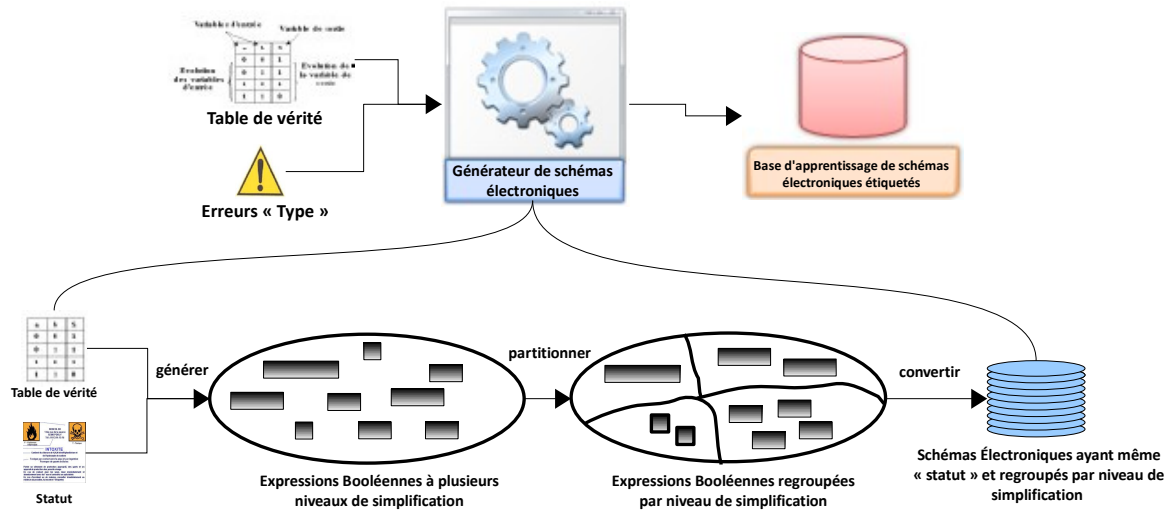 Variables d'entrée
Variable de sortie
Evolution
des variables
d'entrée
Evolution de
la variable de
sortie
Table de vérité
Erreurs « Type »
Générateur de schémas
électroniques
Base d'apprentissage de schémas
électroniques étiquetés
Table de vérité
Statut
INTOXITE
générer
partitionner
convertir
Expressions Booléennes à plusieurs
niveaux de simplification
Expressions Booléennes regroupées
par niveau de simplification
Schémas Électroniques ayant même
« statut » et regroupés par niveau de
simplification